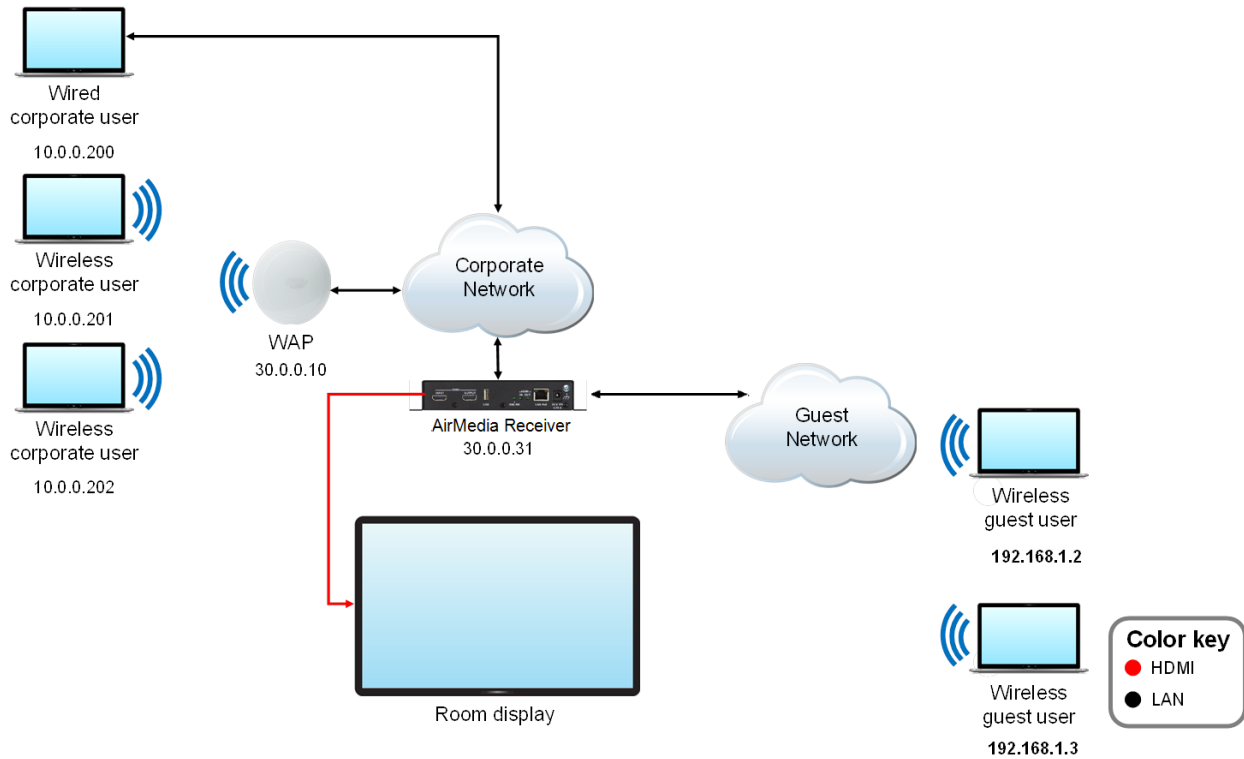 Wired
corporate user
10.0.0.200
Wireless
corporate user
10.0.0.201
Wireless
corporate user
10.0.0.202
WAP
30.0.0.10
Corporate
Network
AirMedia Receiver
30.0.0.31
Guest
Network
Room display
Wireless
guest user
192.168.1.2
Wireless
guest user
192.168.1.3
Color key
HDMI
LAN